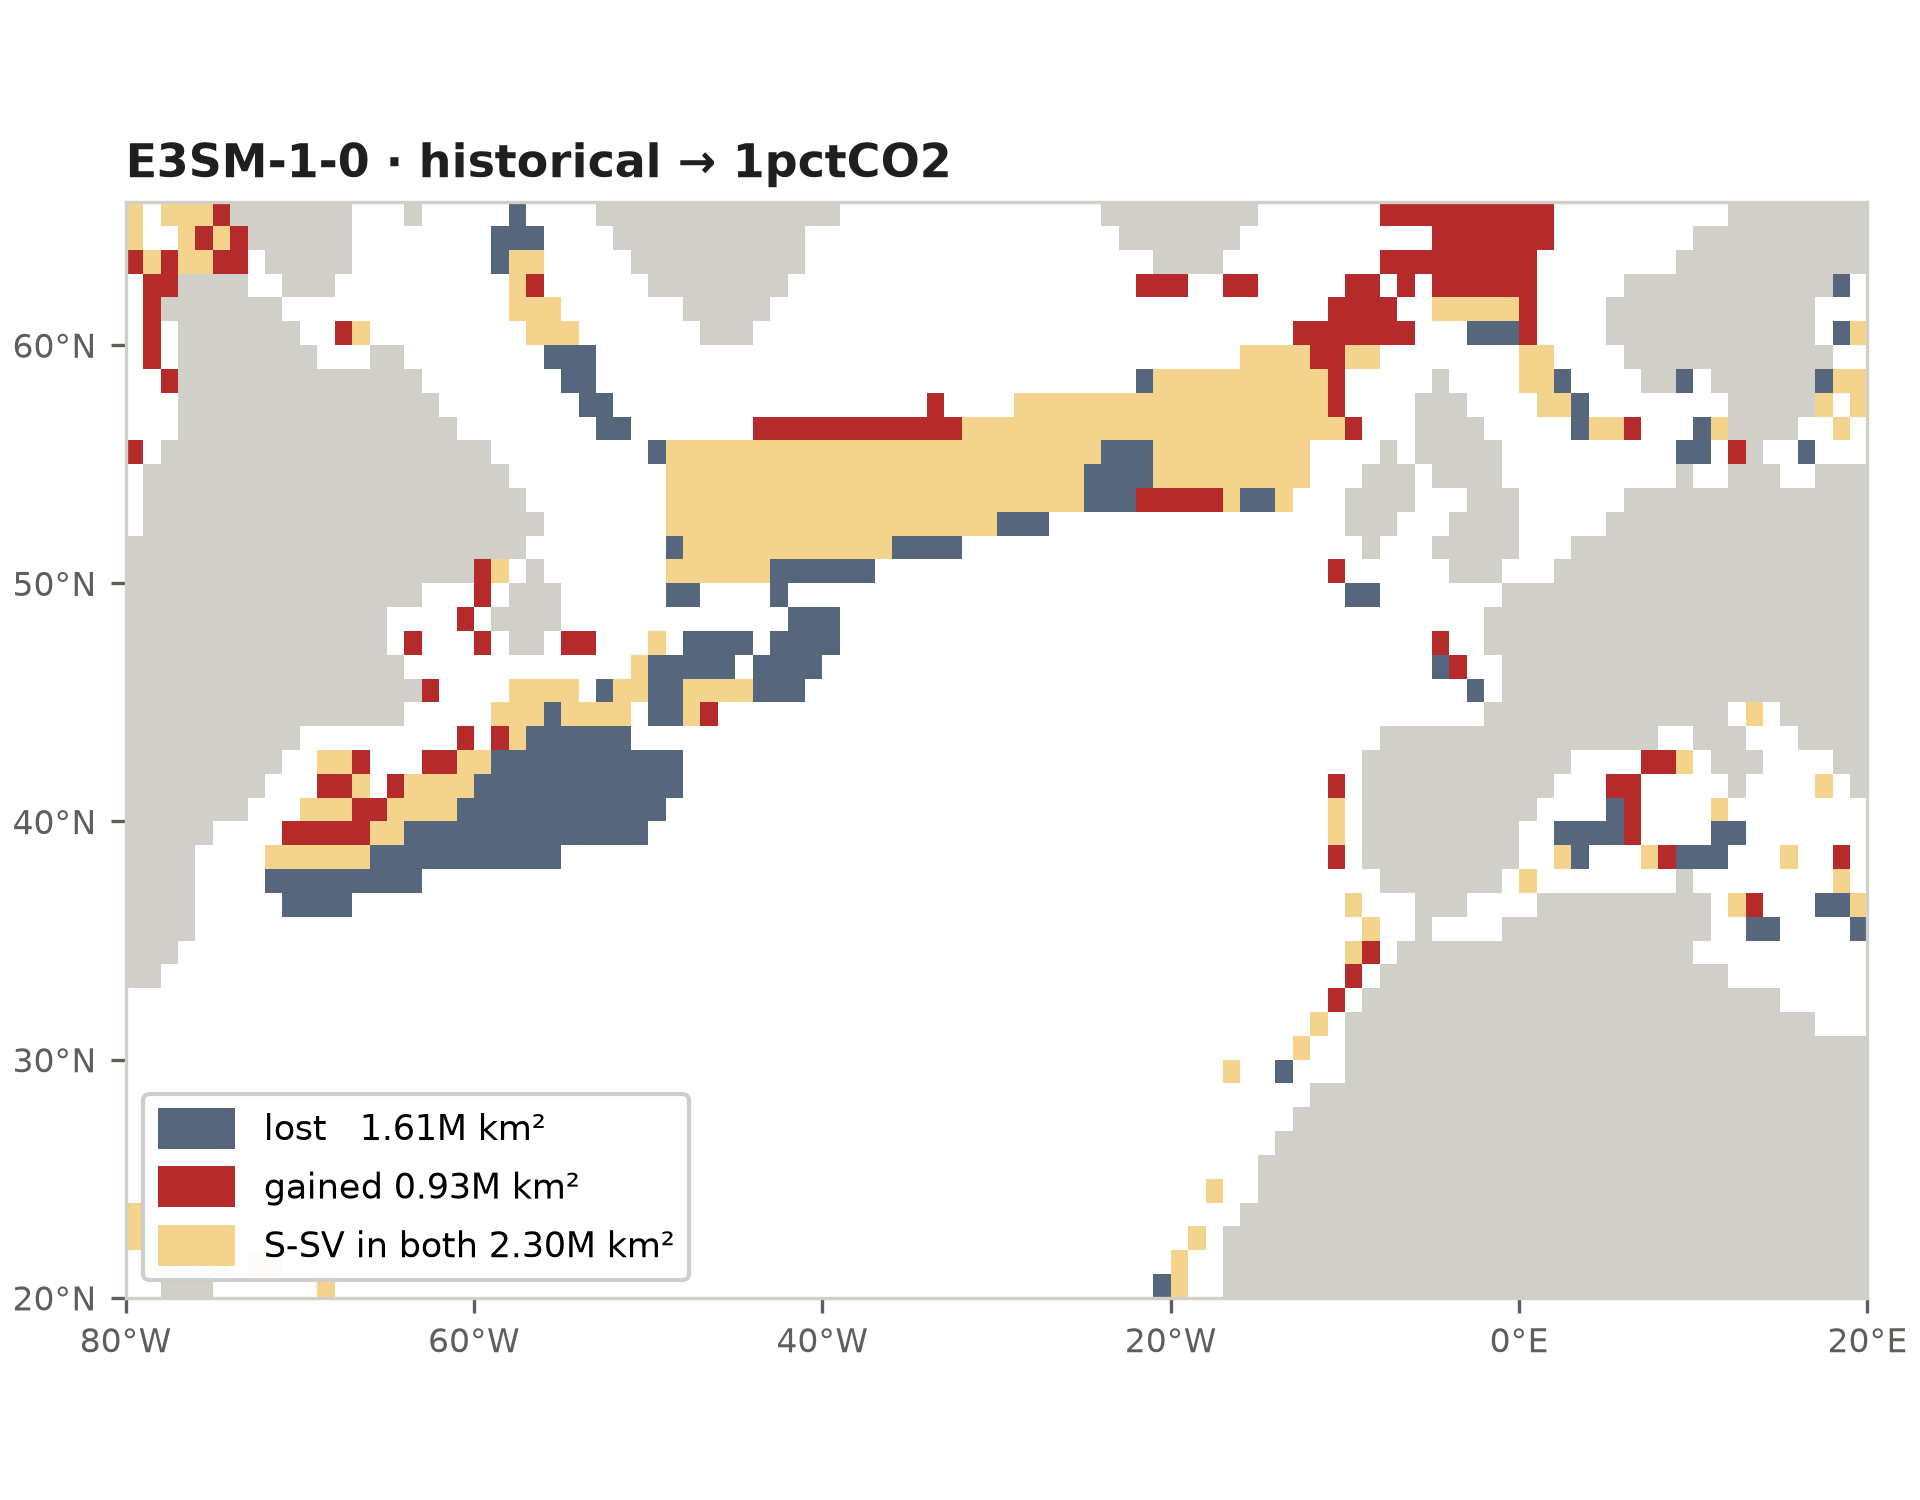 E3SM-1-0 · historical → 1pctCO2
60°N
50°N
40°N
30°N
20°N
lost 1.61M km²
gained 0.93M km²
S-SV in both 2.30M km²
80°W 60°W 40°W 20°W 0°E 20°E